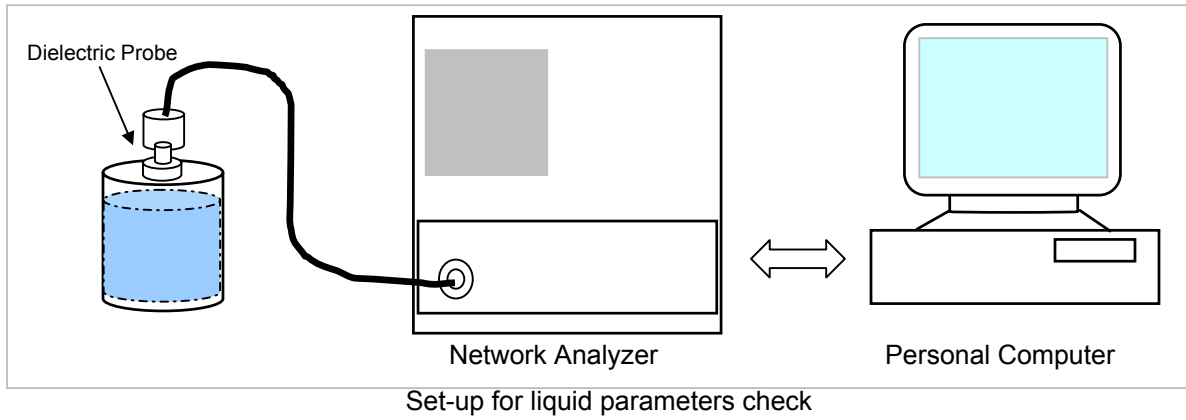 Dielectric Probe
Network Analyzer
Personal Computer
Set-up for liquid parameters check